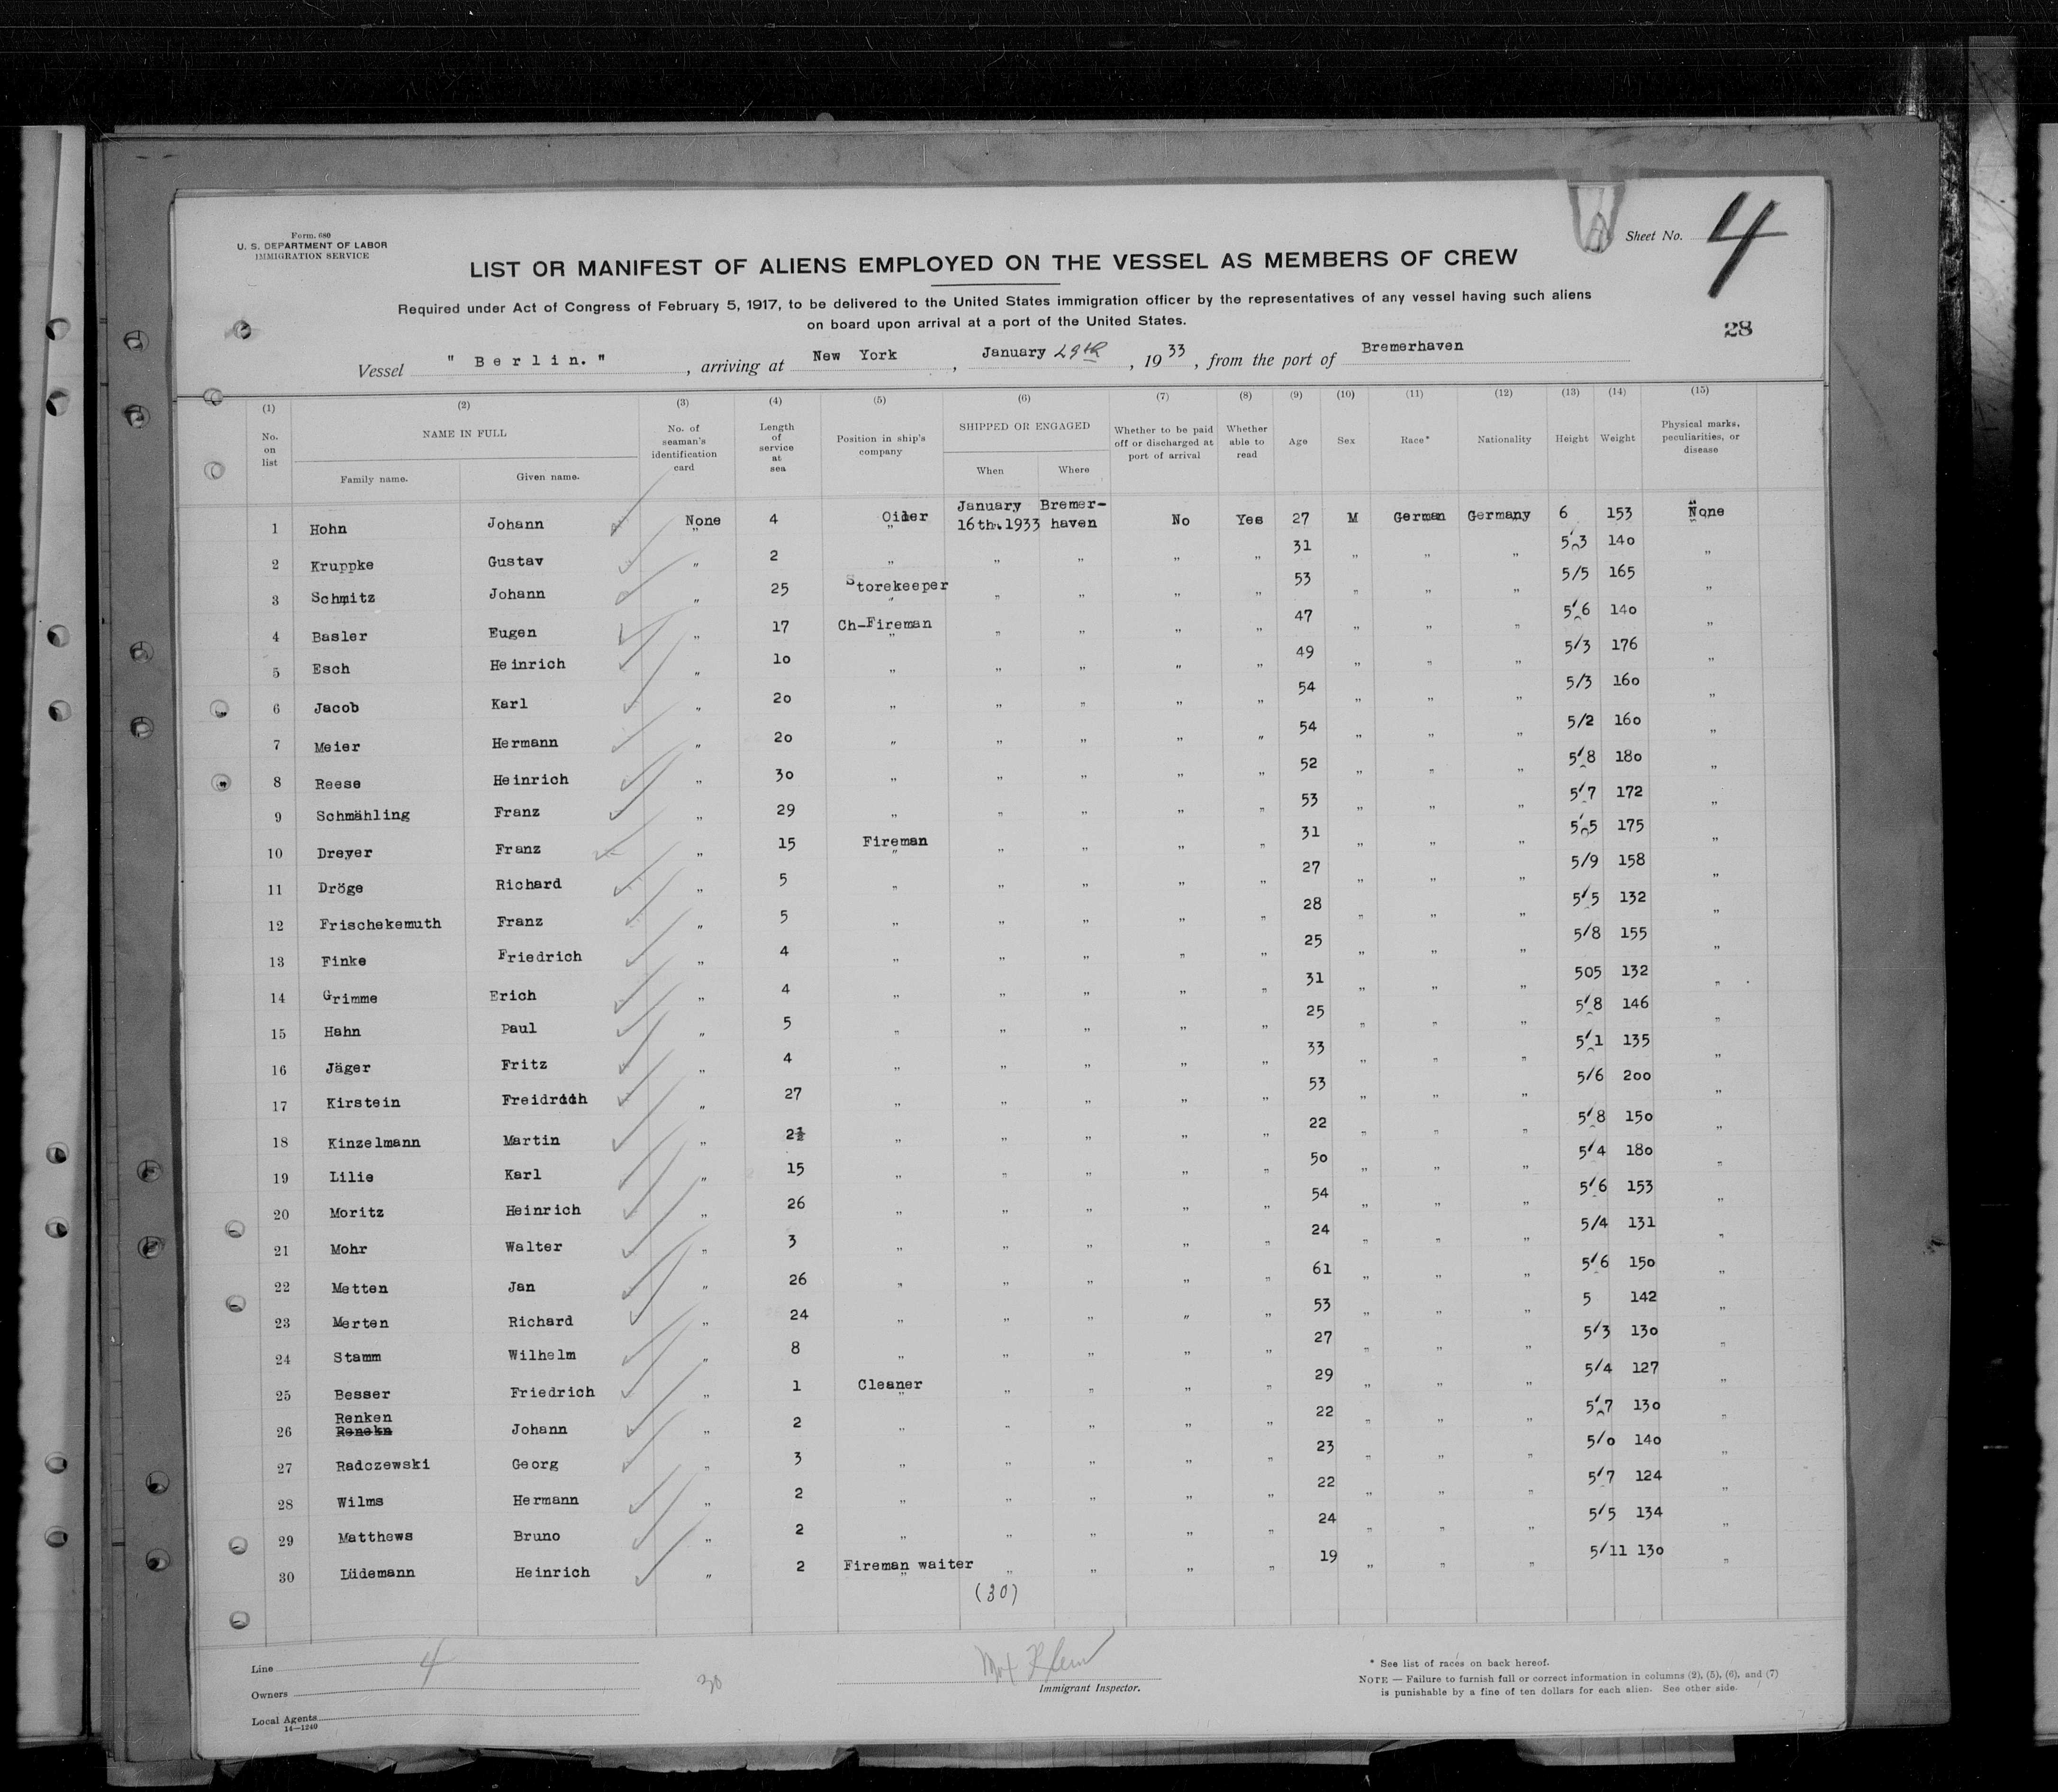 Form. 680
U. S. DEPARTMENT OF LABOR
IMMIGRATION SERVICE
Sheet No. 4
LIST OR MANIFEST OF ALIENS EMPLOYED ON THE VESSEL AS MEMBERS OF CREW
Required under Act of Congress of February 5, 1917, to be delivered to the United States immigration officer by the representatives of any vessel having such aliens
on board upon arrival at a port of the United States.
28
Vessel " Berlin. " , arriving at New York , January 29th , 1933 , from the port of Bremerhaven
(1) (2) (3) (4) (5) (6) (7) (8) (9) (10) (11) (12) (13) (14) (15)
No. on list NAME IN FULL Family name. Given name. No. of seaman's identification card Length of service at sea Position in ship's company SHIPPED OR ENGAGED When Where Whether to be paid off or discharged at port of arrival Whether able to read Age Sex Race* Nationality Height Weight Physical marks, peculiarities, or disease
1 Hohn Johann None 4 Oiler January 16th.1933 Bremer-haven No Yes 27 M German Germany 6 153 None
2 Kruppke Gustav " 2 " " " " " 31 " " " 5/3 140 "
3 Schmitz Johann " 25 Storekeeper " " " " 53 " " " 5/5 165 "
4 Basler Eugen " 17 Ch-Fireman " " " " 47 " " " 5/6 140 "
5 Esch Heinrich " 10 " " " " " 49 " " " 5/3 176 "
6 Jacob Karl " 20 " " " " " 54 " " " 5/3 160 "
7 Meier Hermann " 20 " " " " " 54 " " " 5/2 160 "
8 Reese Heinrich " 30 " " " " " 52 " " " 5/8 180 "
9 Schmähling Franz " 29 " " " " " 53 " " " 5/7 172 "
10 Dreyer Franz " 15 Fireman " " " " 31 " " " 5/5 175 "
11 Dröge Richard " 5 " " " " " 27 " " " 5/9 158 "
12 Frischekemuth Franz " 5 " " " " " 28 " " " 5/5 132 "
13 Finke Friedrich " 4 " " " " " 25 " " " 5/8 155 "
14 Grimme Erich " 4 " " " " " 31 " " " 505 132 "
15 Hahn Paul " 5 " " " " " 25 " " " 5/8 146 "
16 Jäger Fritz " 4 " " " " " 33 " " " 5/1 135 "
17 Kirstein Freidrich " 27 " " " " " 53 " " " 5/6 200 "
18 Kinzelmann Martin " 2½ " " " " " 22 " " " 5/8 150 "
19 Lilie Karl " 15 " " " " " 50 " " " 5/4 180 "
20 Moritz Heinrich " 26 " " " " " 54 " " " 5/6 153 "
21 Mohr Walter " 3 " " " " " 24 " " " 5/4 131 "
22 Metten Jan " 26 " " " " " 61 " " " 5/6 150 "
23 Merten Richard " 24 " " " " " 53 " " " 5 142 "
24 Stamm Wilhelm " 8 " " " " " 27 " " " 5/3 130 "
25 Besser Friedrich " 1 Cleaner " " " " 29 " " " 5/4 127 "
26 Renken Johann " 2 " " " " " 22 " " " 5/7 130 "
27 Radczewski Georg " 3 " " " " " 23 " " " 5/0 140 "
28 Wilms Hermann " 2 " " " " " 22 " " " 5/7 124 "
29 Matthews Bruno " 2 " " " " " 24 " " " 5/5 134 "
30 Lüdemann Heinrich " 2 Fireman waiter " " " " 19 " " " 5/11 130 "
(30)
Line 4
Owners
30
Local Agents
14—1240
Immigrant Inspector.
* See list of races on back hereof.
NOTE — Failure to furnish full or correct information in columns (2), (5), (6), and (7)
is punishable by a fine of ten dollars for each alien. See other side.